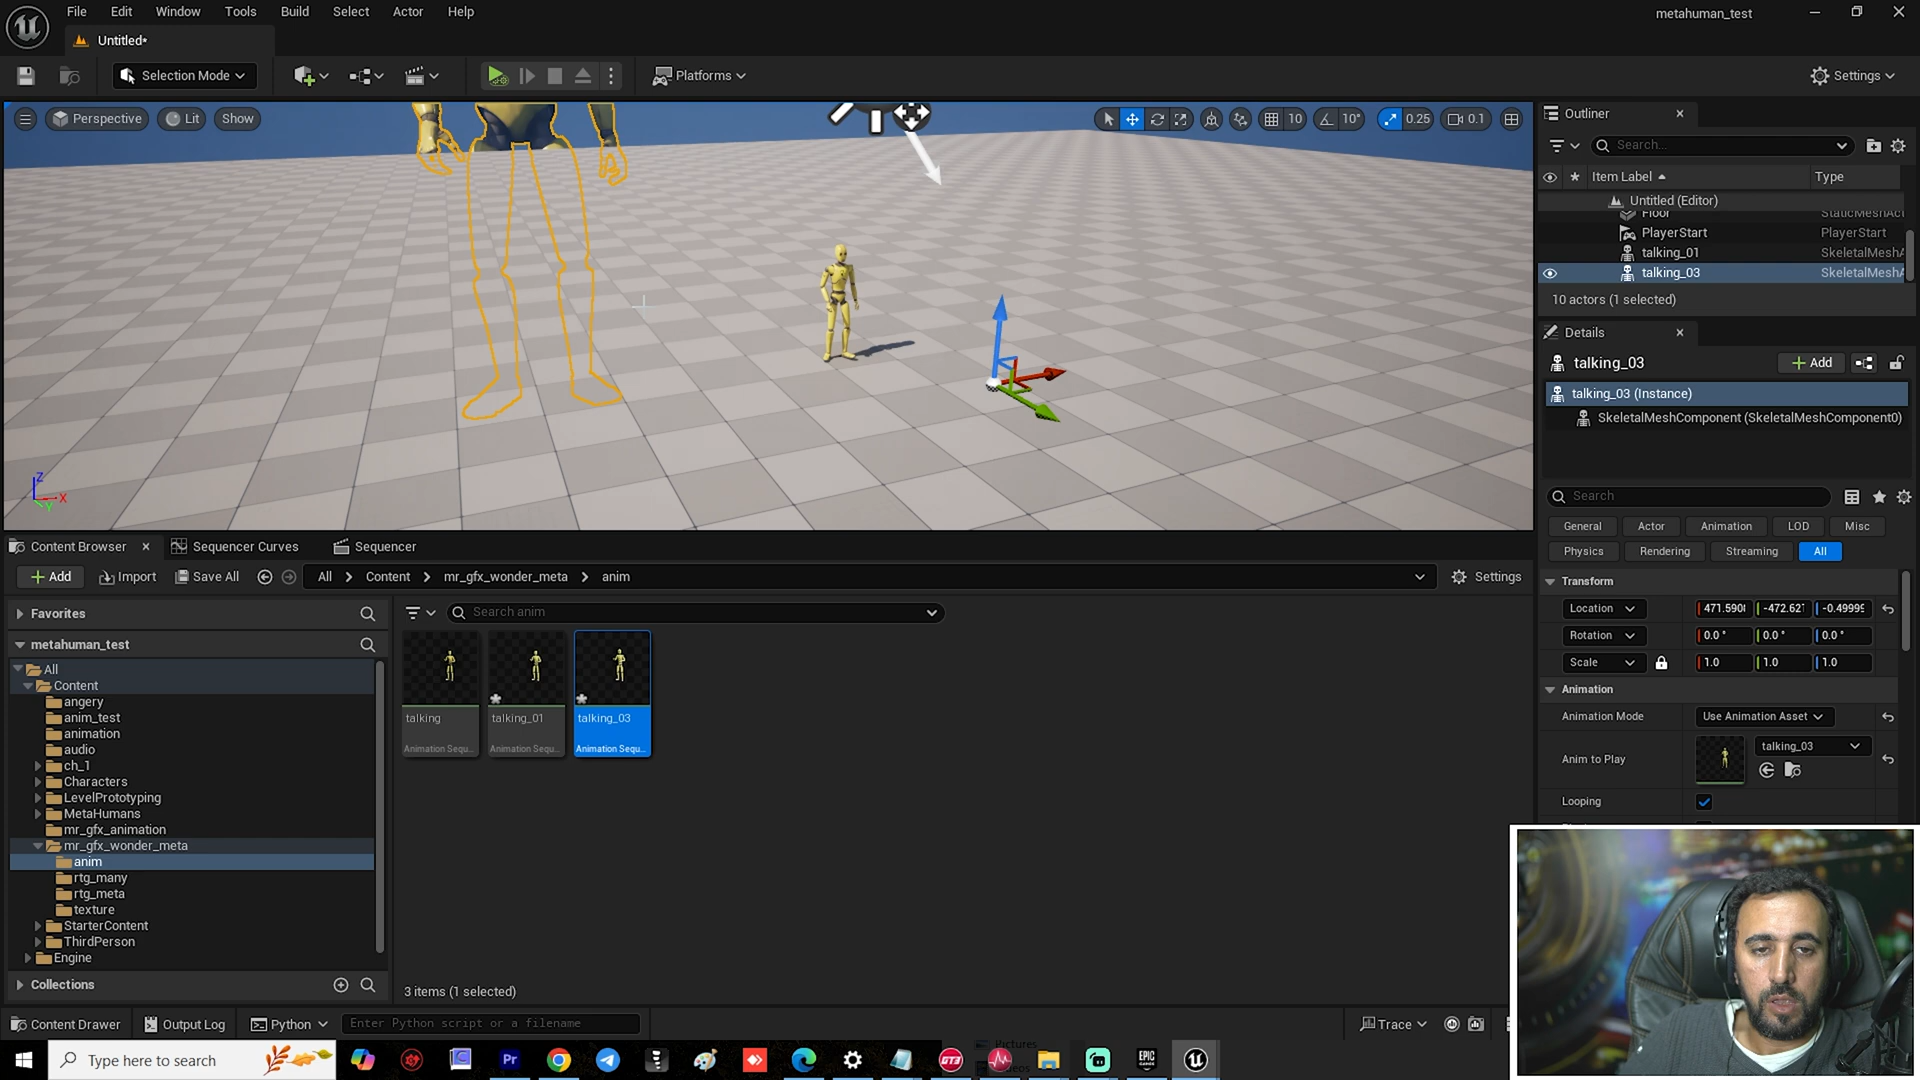 File Edit Window Tools Build Select Actor Help
metahuman_test
Untitled*
Selection Mode
Platforms
Settings
Perspective Lit Show
10 10° 0.25 0.1
Outliner
Search...
Item Label Type
Untitled (Editor)
Floor StaticMeshAct
PlayerStart PlayerStart
talking_01 SkeletalMeshA
talking_03 SkeletalMeshA
10 actors (1 selected)
Details
talking_03 Add
talking_03 (Instance)
SkeletalMeshComponent (SkeletalMeshComponent0)
Search
General Actor Animation LOD Misc
Physics Rendering Streaming All
Transform
Location 471.590 -472.627 -0.4999
Rotation 0.0 ° 0.0 ° 0.0 °
Scale 1.0 1.0 1.0
Animation
Animation Mode Use Animation Asset
Anim to Play talking_03
Looping
Z
X
Y
Content Browser Sequencer Curves Sequencer
Add Import Save All All Content mr_gfx_wonder_meta anim Settings
Favorites
metahuman_test
All
Content
angery
anim_test
animation
audio
ch_1
Characters
LevelPrototyping
MetaHumans
mr_gfx_animation
mr_gfx_wonder_meta
anim
rtg_many
rtg_meta
texture
StarterContent
ThirdPerson
Engine
Collections
Search anim
talking talking_01 talking_03
Animation Sequ... Animation Sequ... Animation Sequ...
3 items (1 selected)
Content Drawer Output Log Python Enter Python script or a filename Trace
Pictures
Type here to search
Pr
GT3
EPIC
GAMES